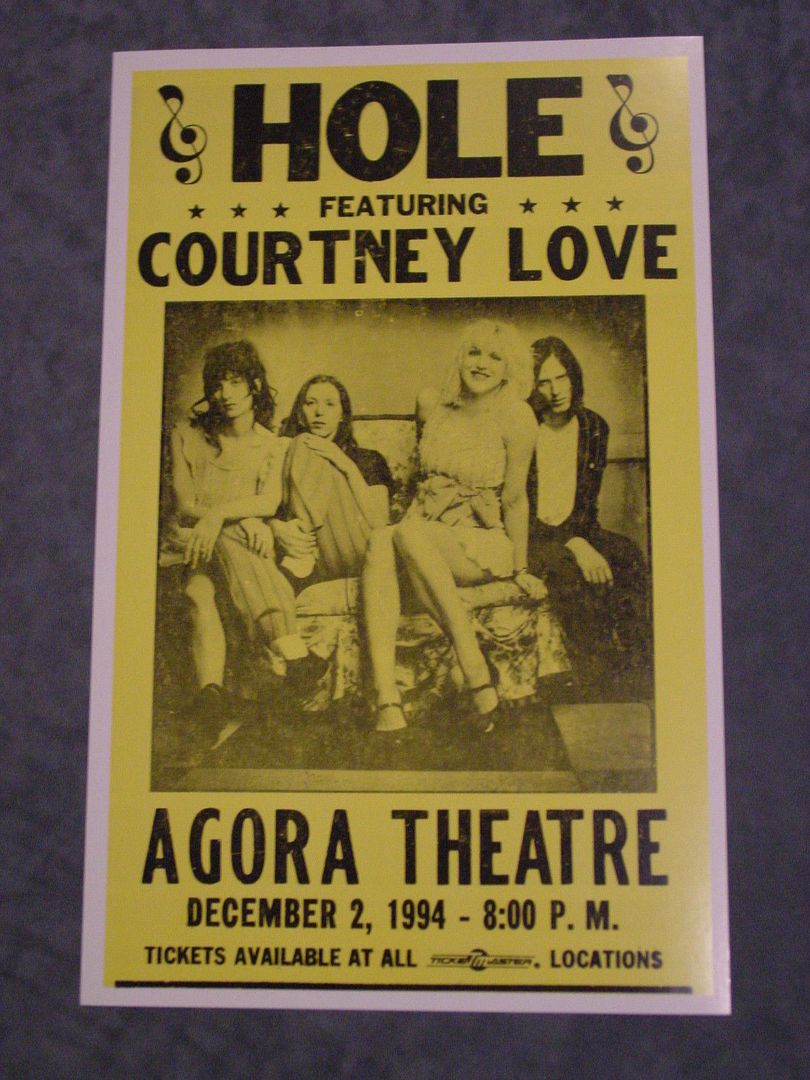 HOLE
★ ★ ★ FEATURING ★ ★ ★
COURTNEY LOVE
AGORA THEATRE
DECEMBER 2, 1994 - 8:00 P. M.
TICKETS AVAILABLE AT ALL TICKETMASTER. LOCATIONS